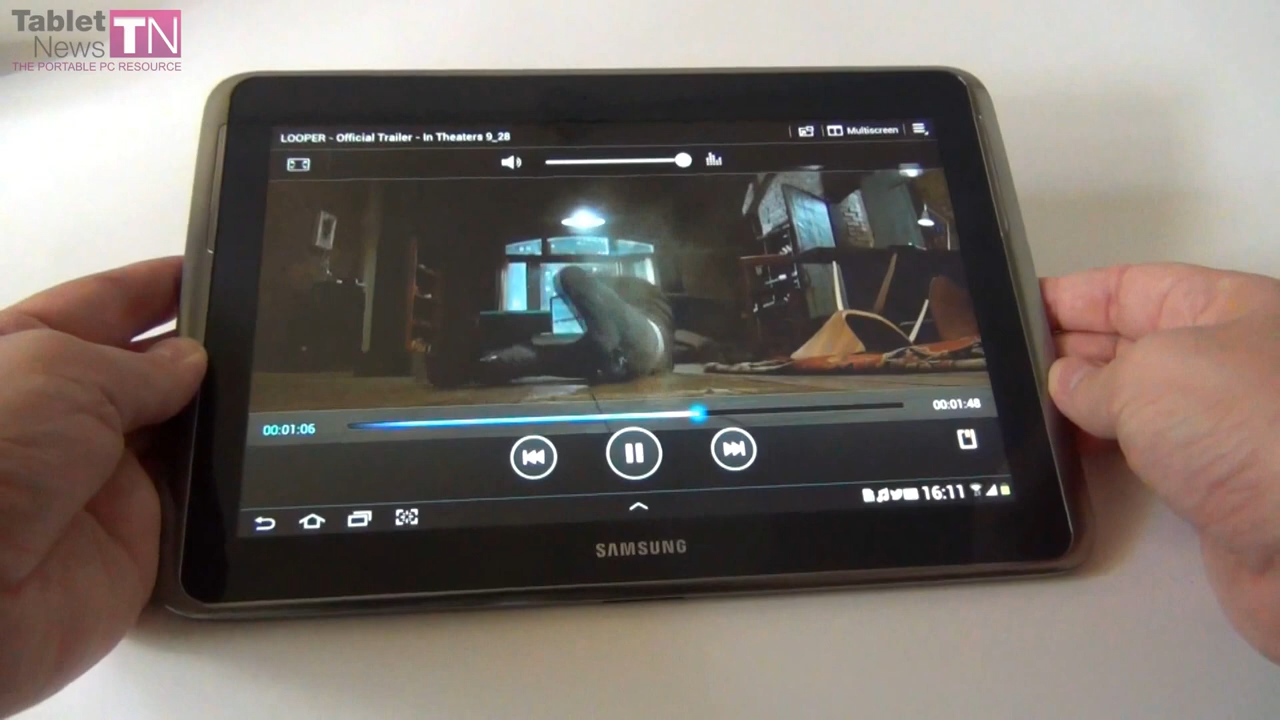 Tablet
News TN
THE PORTABLE PC RESOURCE
LOOPER - Official Trailer - In Theaters 9_28
Multiscreen
00:01:06
00:01:48
16:11
SAMSUNG